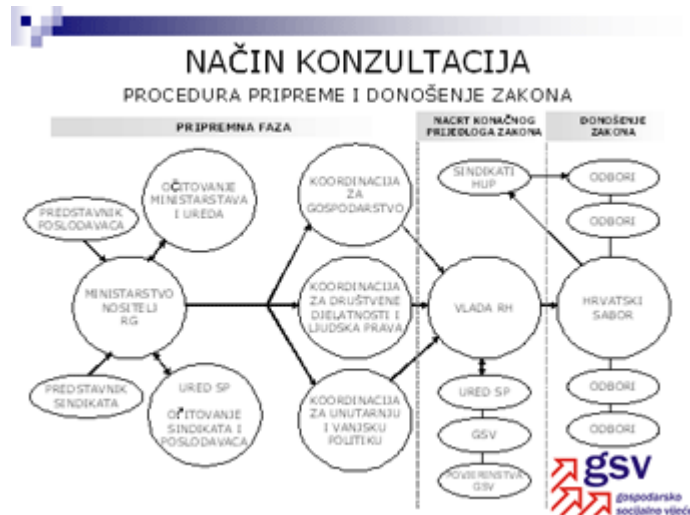 NAČIN KONZULTACIJA
PROCEDURA PRIPREME I DONOŠENJE ZAKONA
PRIPREMNA FAZA
NACRT KONAČNOG
PRIJEDLOGA ZAKONA
DONOŠENJE
ZAKONA
PREDSTAVNIK
POSLODAVACA
OČITOVANJE
MINISTARSTAVA
I UREDA
MINISTARSTVO
NOSITELJ
RG
PREDSTAVNIK
SINDIKATA
URED SP
OČITOVANJE
SINDIKATA I
POSLODAVACA
KOORDINACIJA
ZA
GOSPODARSTVO
KOORDINACIJA
ZA DRUŠTVENE
DJELATNOSTI I
LJUDSKA PRAVA
KOORDINACIJA
ZA UNUTARNJU
I VANJSKU
POLITIKU
SINDIKATI
HUP
VLADA RH
URED SP
GSV
POVJERENSTVA
GSV
ODBORI
ODBORI
HRVATSKI
SABOR
ODBORI
ODBORI
gsv
gospodarsko
socijalno vijeće